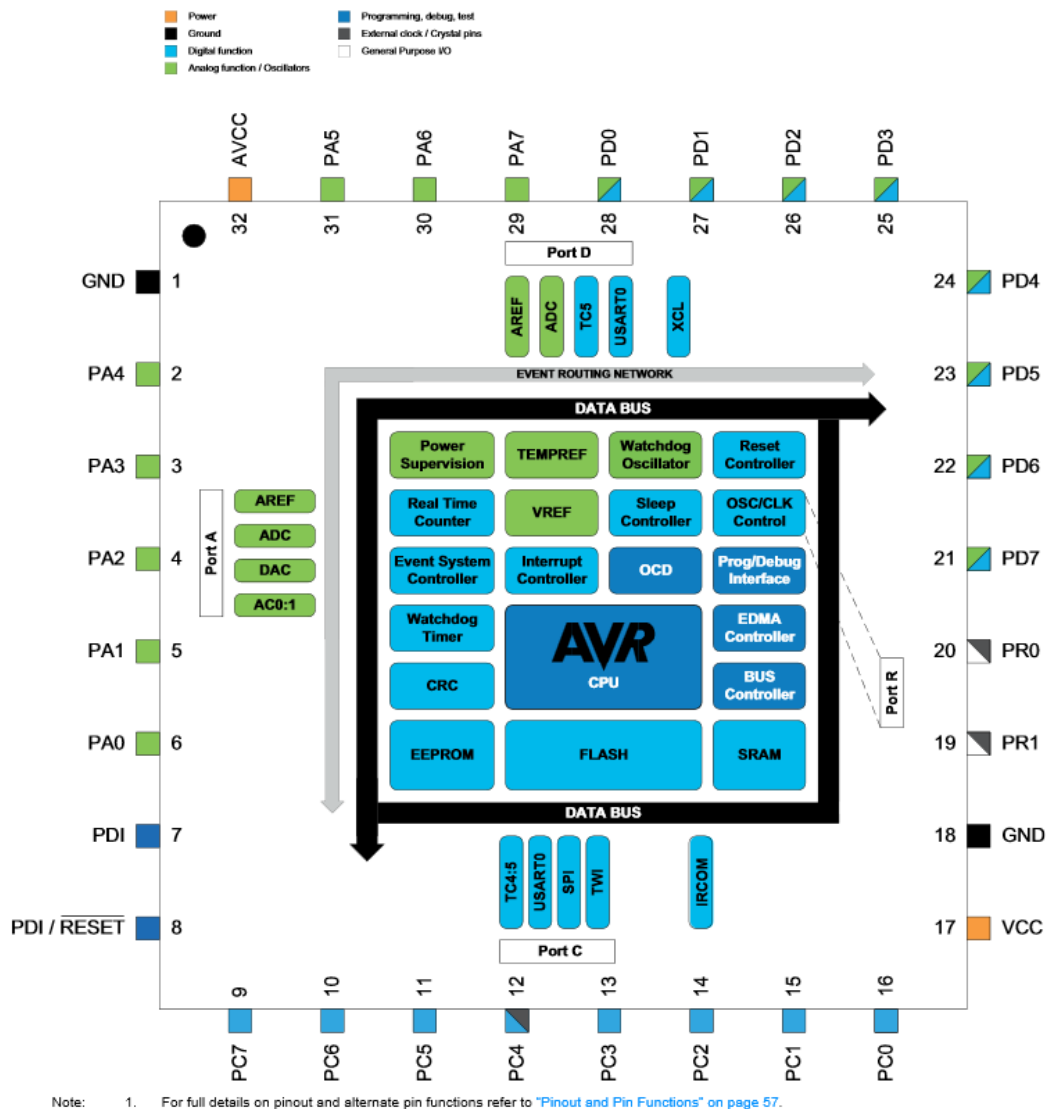 Power
Ground
Digital function
Analog function / Oscillators
Programming, debug, test
External clock / Crystal pins
General Purpose I/O
AVCC
PA5
PA6
PA7
PD0
PD1
PD2
PD3
32
31
30
29
28
27
26
25
Port D
AREF
ADC
TC5
USART0
XCL
GND 1
PA4 2
PA3 3
PA2 4
PA1 5
PA0 6
PDI 7
PDI / RESET 8
24 PD4
23 PD5
22 PD6
21 PD7
20 PR0
19 PR1
18 GND
17 VCC
EVENT ROUTING NETWORK
DATA BUS
Port A
AREF
ADC
DAC
AC0:1
Power
Supervision
TEMPREF
Watchdog
Oscillator
Reset
Controller
Real Time
Counter
VREF
Sleep
Controller
OSC/CLK
Control
Event System
Controller
Interrupt
Controller
OCD
Prog/Debug
Interface
Watchdog
Timer
AVR
CPU
EDMA
Controller
CRC
BUS
Controller
EEPROM
FLASH
SRAM
Port R
DATA BUS
TC4:5
USART0
SPI
TWI
IRCOM
Port C
9
10
11
12
13
14
15
16
PC7
PC6
PC5
PC4
PC3
PC2
PC1
PC0
Note: 1. For full details on pinout and alternate pin functions refer to "Pinout and Pin Functions" on page 57.